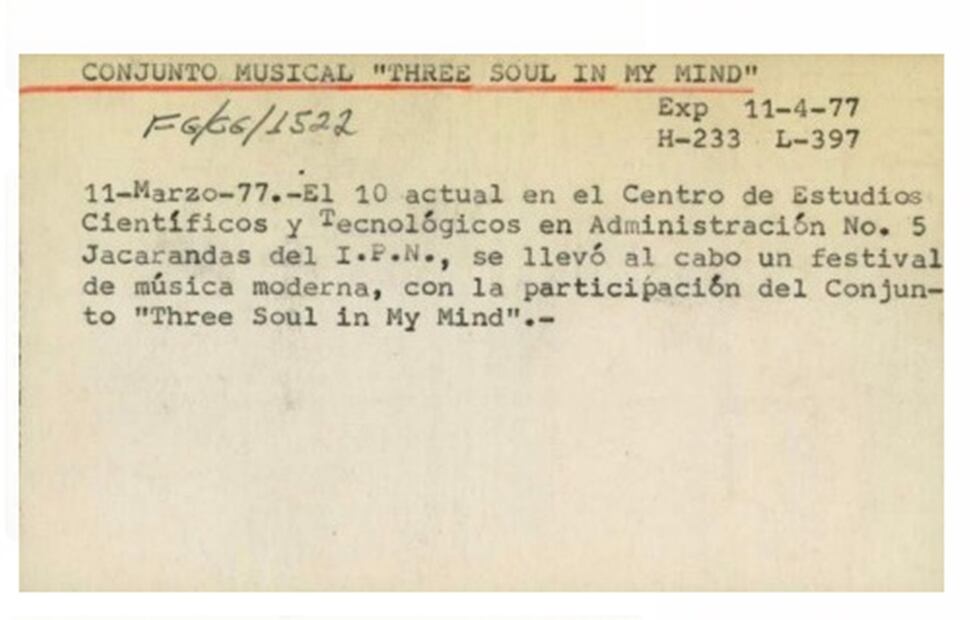 CONJUNTO MUSICAL "THREE SOUL IN MY MIND"
FG/GG/1522
Exp 11-4-77
H-233 L-397
11-Marzo-77.-El 10 actual en el Centro de Estudios
Científicos y Tecnológicos en Administración No. 5
Jacarandas del I.P.N., se llevó al cabo un festival
de música moderna, con la participación del Conjun-
to "Three Soul in My Mind".-